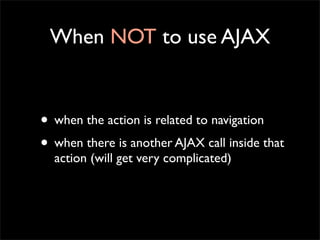 When NOT to use AJAX
• when the action is related to navigation
• when there is another AJAX call inside that
action (will get very complicated)